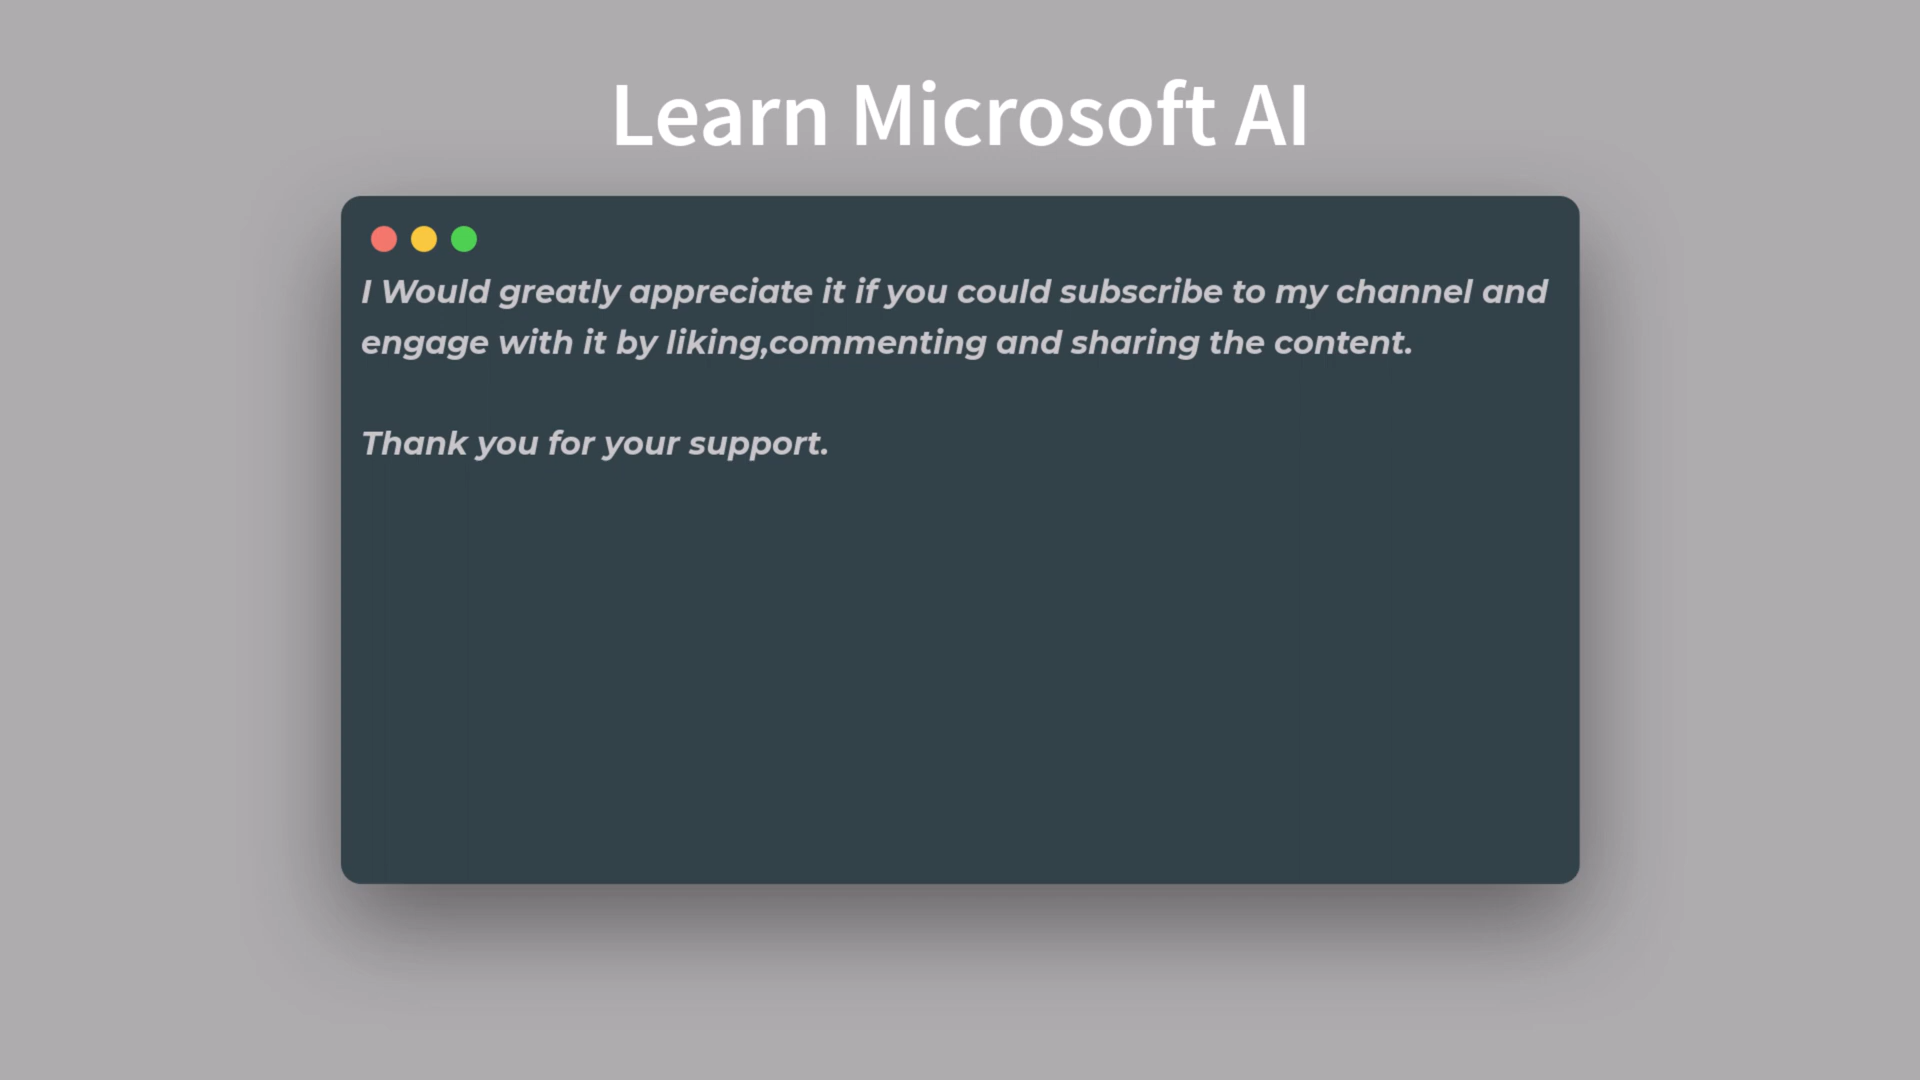 Learn Microsoft AI
I Would greatly appreciate it if you could subscribe to my channel and
engage with it by liking,commenting and sharing the content.
Thank you for your support.